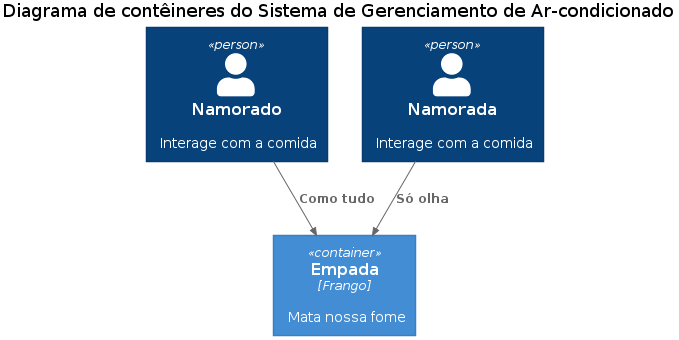 Diagrama de contêineres do Sistema de Gerenciamento de Ar-condicionado
«person»
Namorado
Interage com a comida
«person»
Namorada
Interage com a comida
Como tudo
Só olha
«container»
Empada
[Frango]
Mata nossa fome